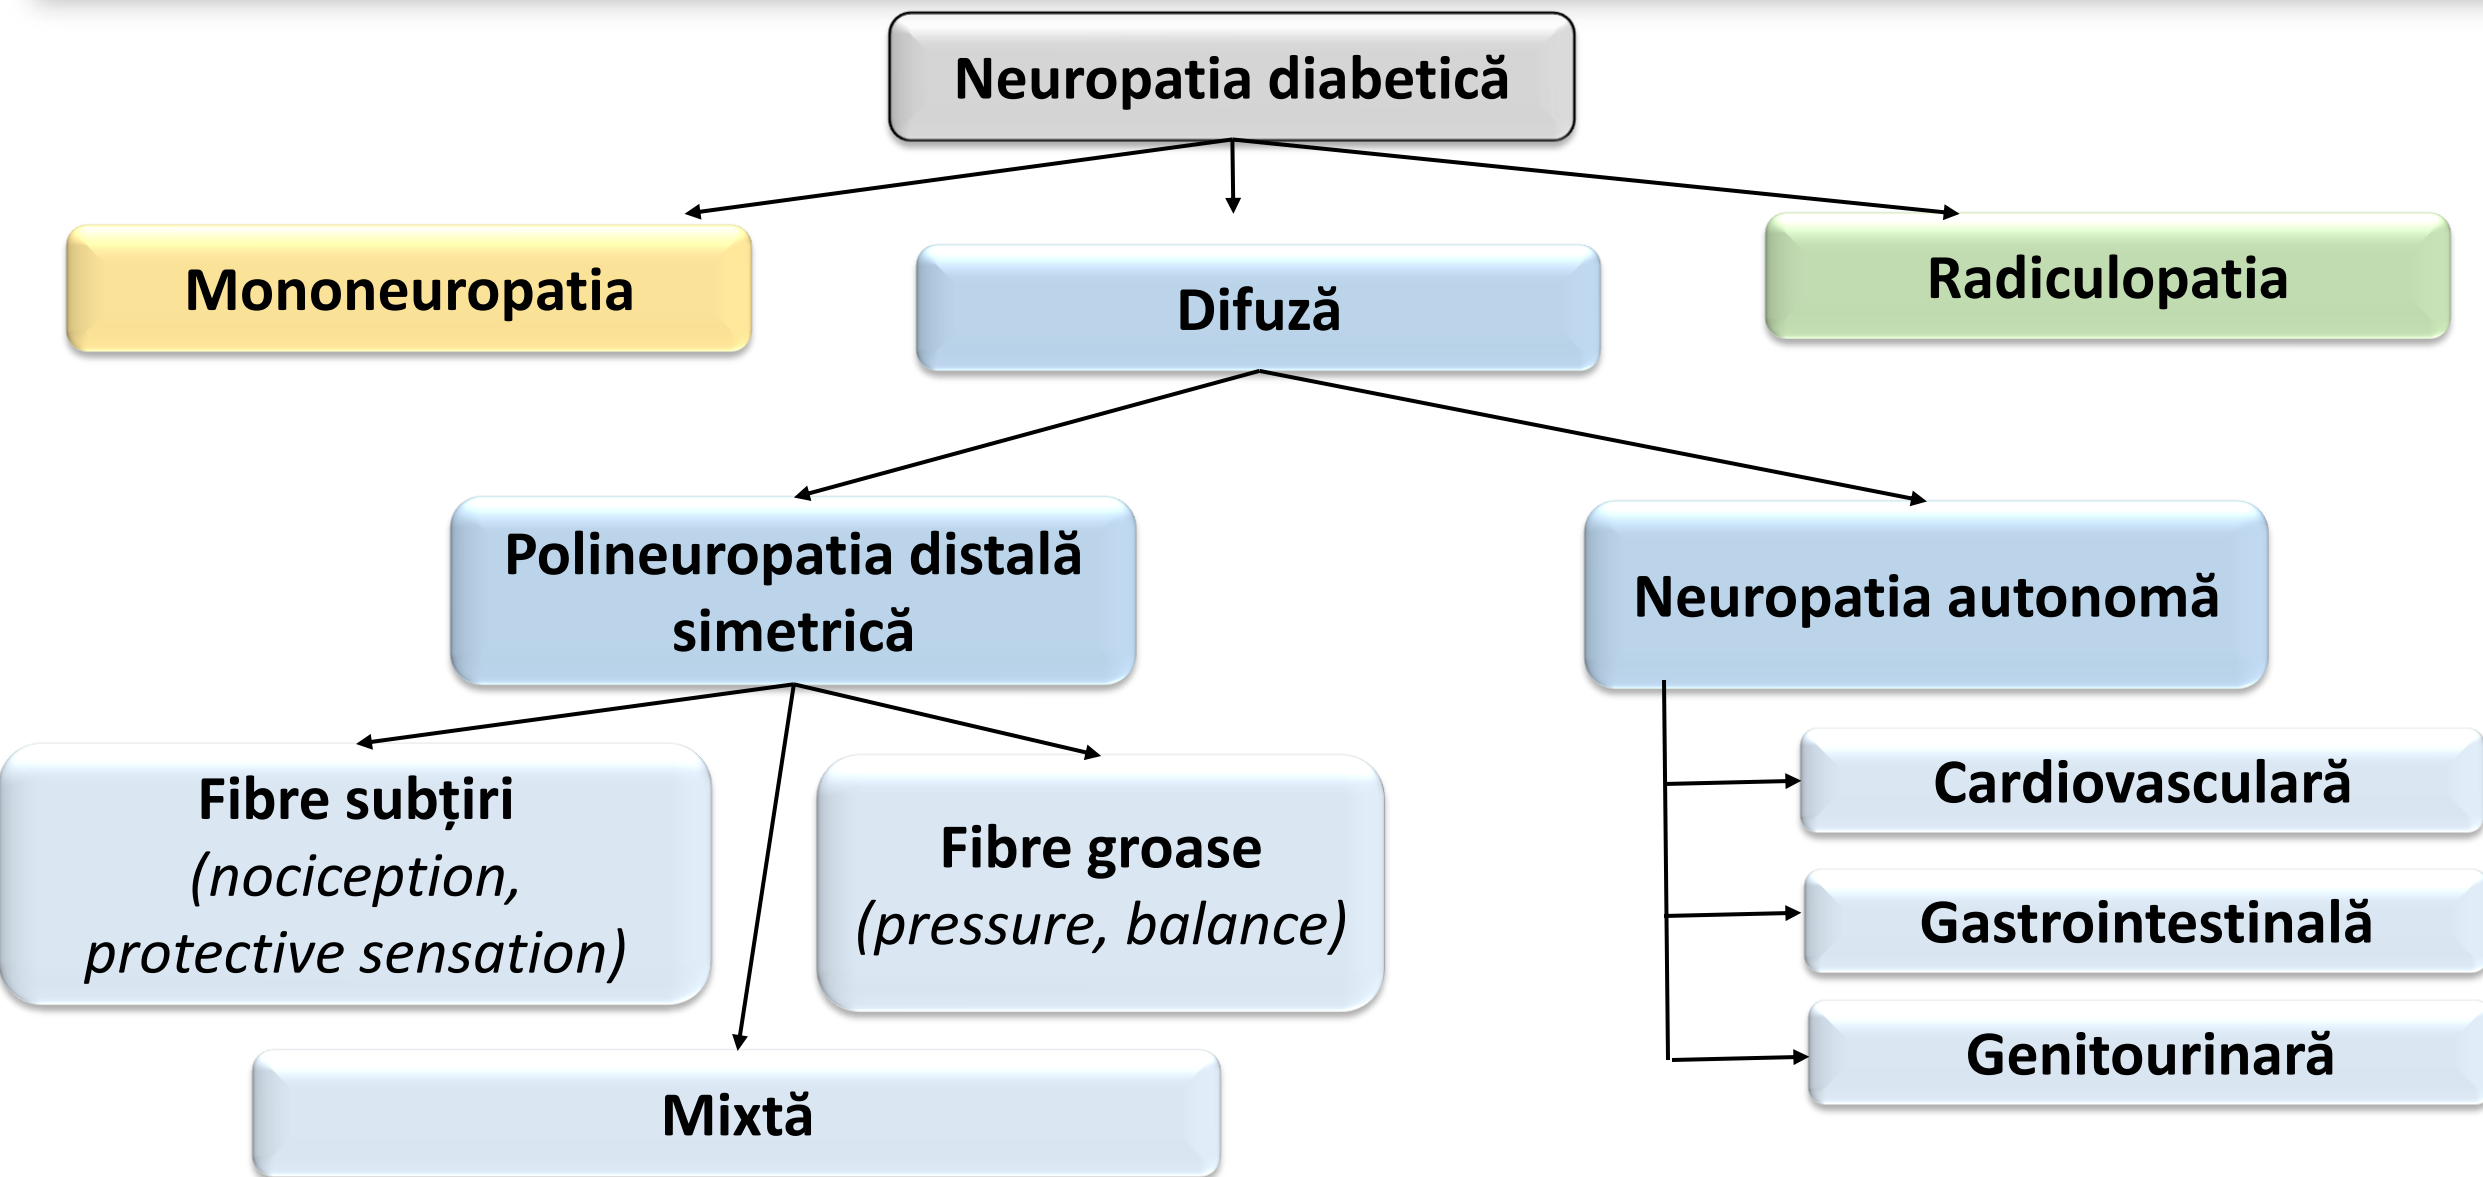 Neuropatia diabetică
Mononeuropatia
Difuză
Radiculopatia
Polineuropatia distală
simetrică
Neuropatia autonomă
Fibre subțiri
(nociception,
protective sensation)
Fibre groase
(pressure, balance)
Mixtă
Cardiovasculară
Gastrointestinală
Genitourinară